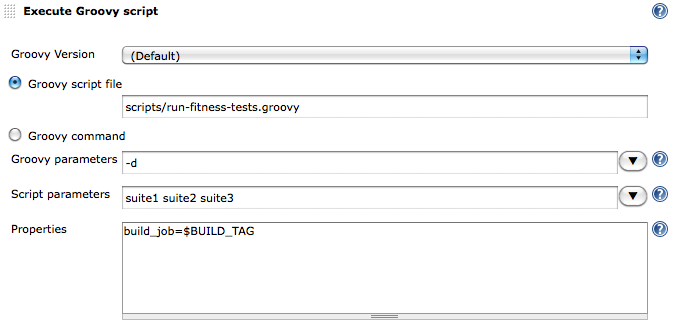 Execute Groovy script
Groovy Version (Default)
Groovy script file
scripts/run-fitness-tests.groovy
Groovy command
Groovy parameters -d
Script parameters suite1 suite2 suite3
Properties build_job=$BUILD_TAG